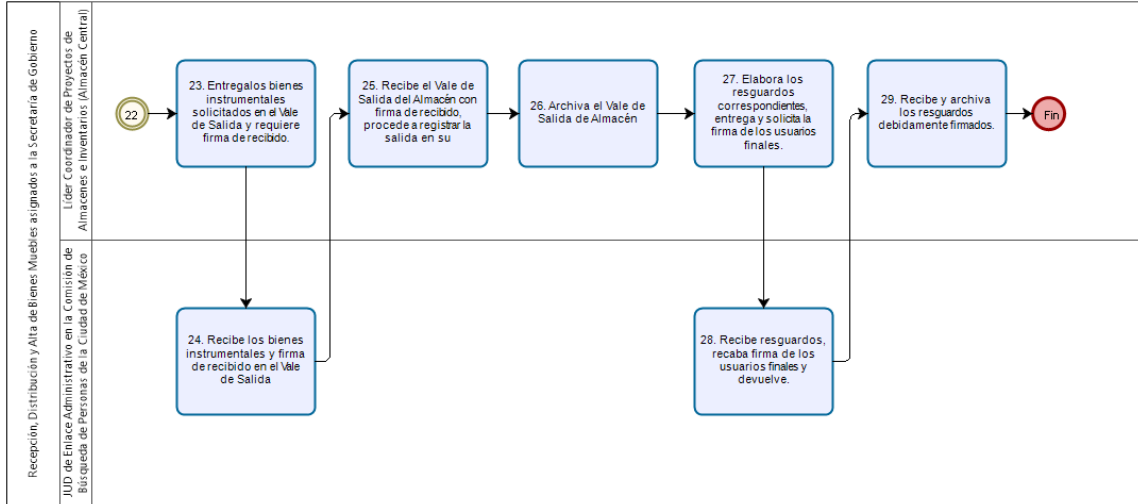 Recepción, Distribución y Alta de Bienes Muebles asignados a la Secretaría de Gobierno
Líder Coordinador de Proyectos de
Almacenes e Inventarios (Almacén Central)
22
23. Entregalos bienes
instrumentales
solicitados en el Vale
de Salida y requiere
firma de recibido.
25. Recibe el Vale de
Salida del Almacén con
firma de recibido,
procede a registrar la
salida en su
26. Archiva el Vale de
Salida de Almacén
27. Elabora los
resguardos
correspondientes,
entrega y solicita la
firma de los usuarios
finales.
29. Recibe y archiva
los resguardos
debidamente firmados.
Fin
JUD de Enlace Administrativo en la Comisión de
Búsqueda de Personas de la Ciudad de México
24. Recibe los bienes
instrumentales y firma
de recibido en el Vale
de Salida
28. Recibe resguardos,
recaba firma de los
usuarios finales y
devuelve.